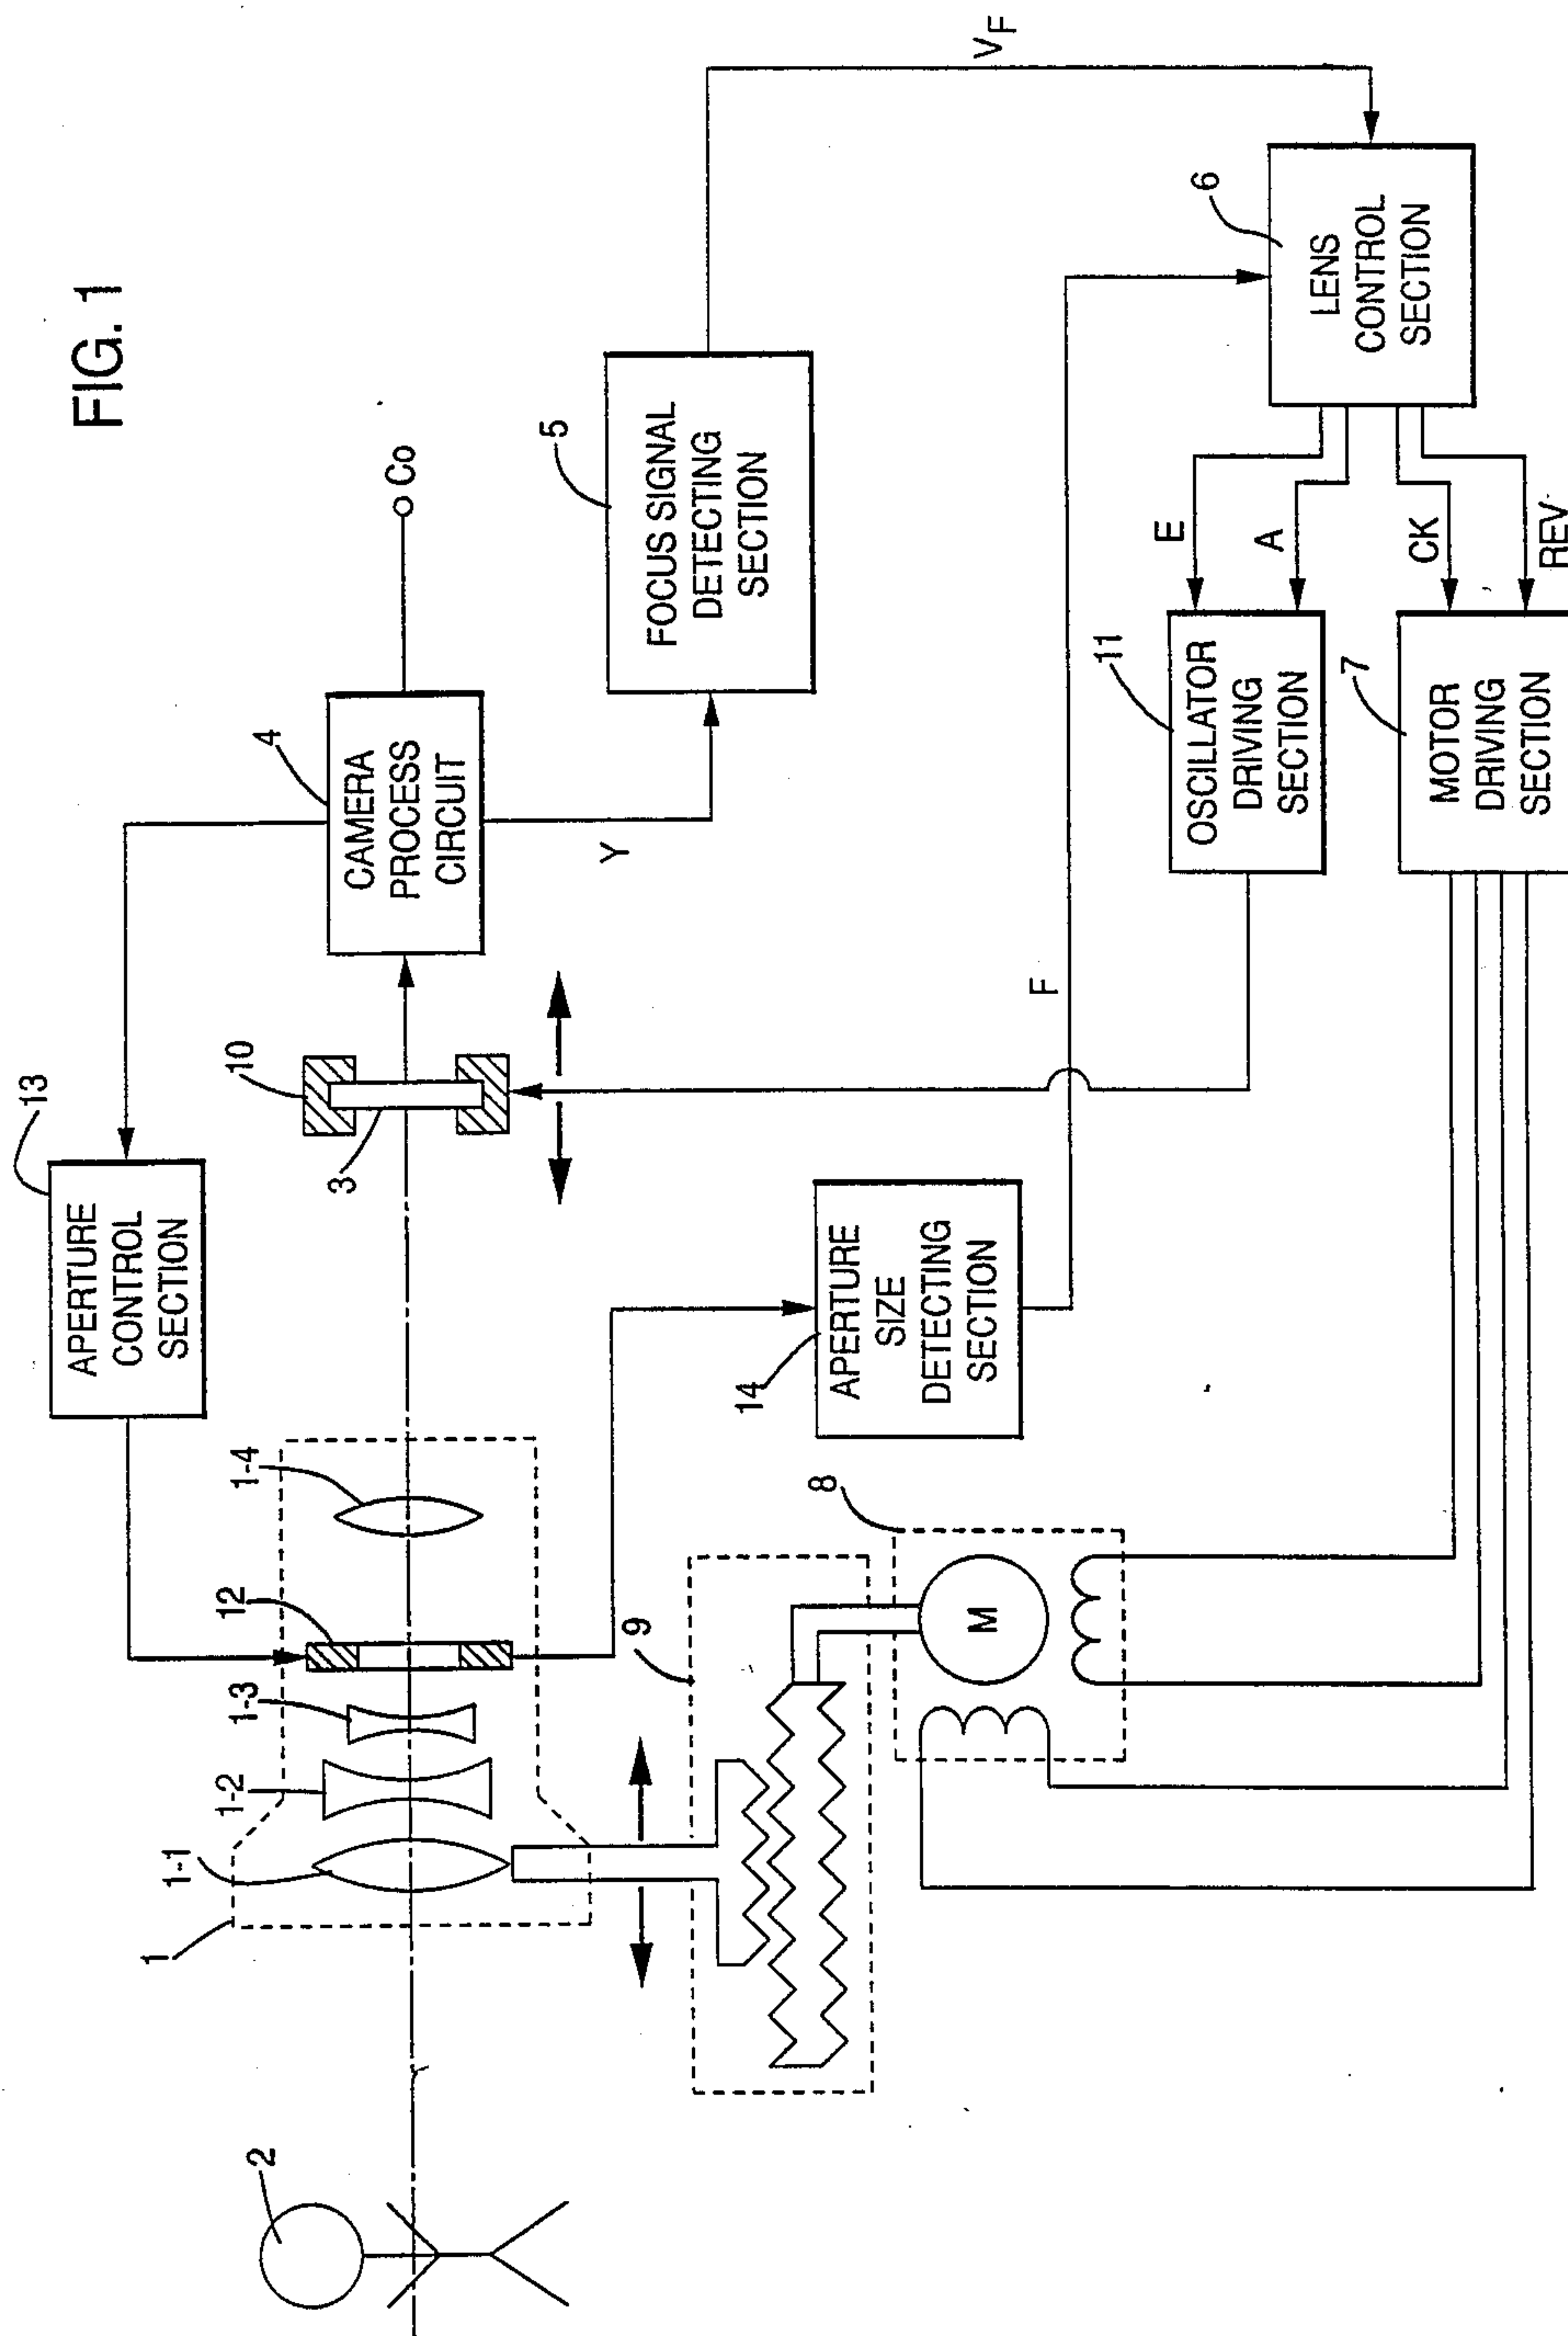 FIG. 1
13
APERTURE
CONTROL
SECTION
4
CAMERA
PROCESS
CIRCUIT
Co
10
3
Y
5
FOCUS SIGNAL
DETECTING
SECTION
VF
1
1-1
1-2
1-3
12
1-4
2
14
APERTURE
SIZE
DETECTING
SECTION
F
6
LENS
CONTROL
SECTION
E
A
CK
REV
11
OSCILLATOR
DRIVING
SECTION
7
MOTOR
DRIVING
SECTION
8
M
9